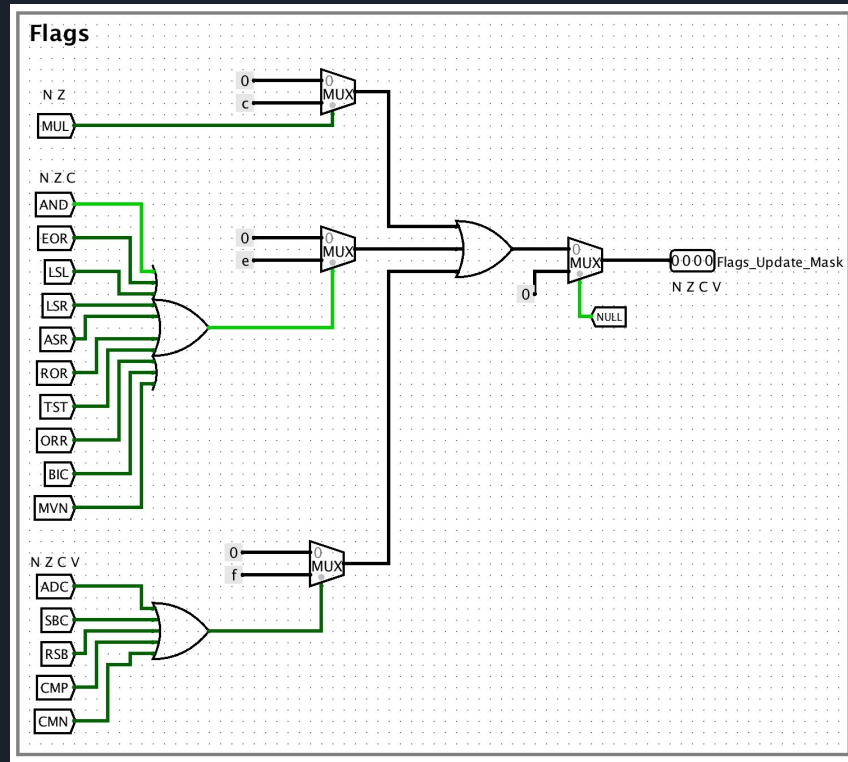 Flags
N Z
0 0
c MUX
MUL
N Z C
AND
EOR
LSL
LSR
ASR
ROR
TST
ORR
BIC
MVN
0 0
e MUX
0
MUX
0
0000 Flags_Update_Mask
N Z C V
NULL
N Z C V
0 0
f MUX
ADC
SBC
RSB
CMP
CMN